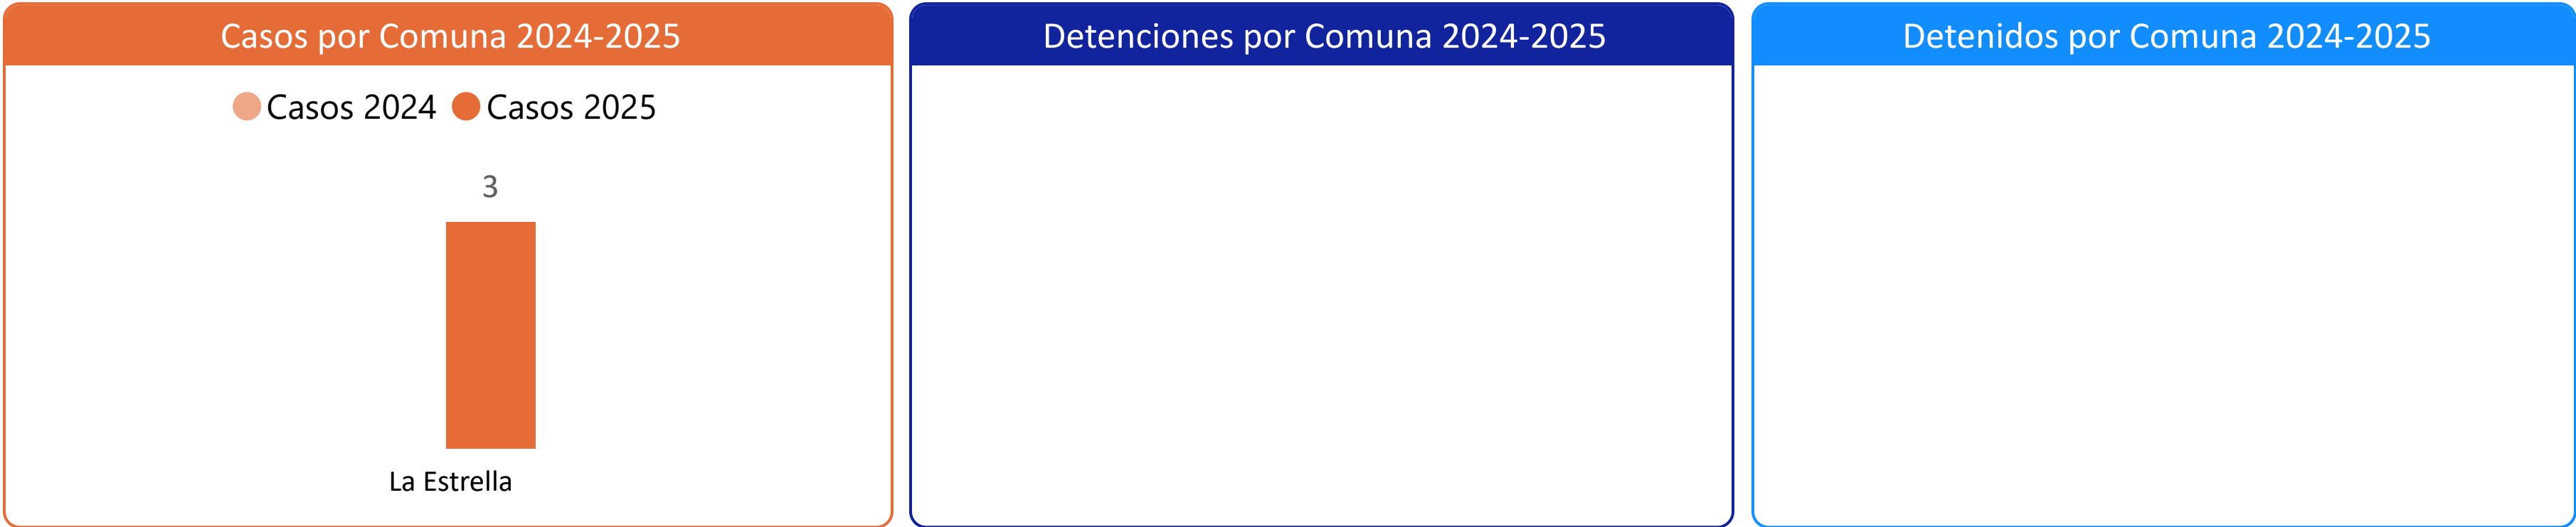 Casos por Comuna 2024-2025
Casos 2024 Casos 2025
3
La Estrella
Detenciones por Comuna 2024-2025
Detenidos por Comuna 2024-2025